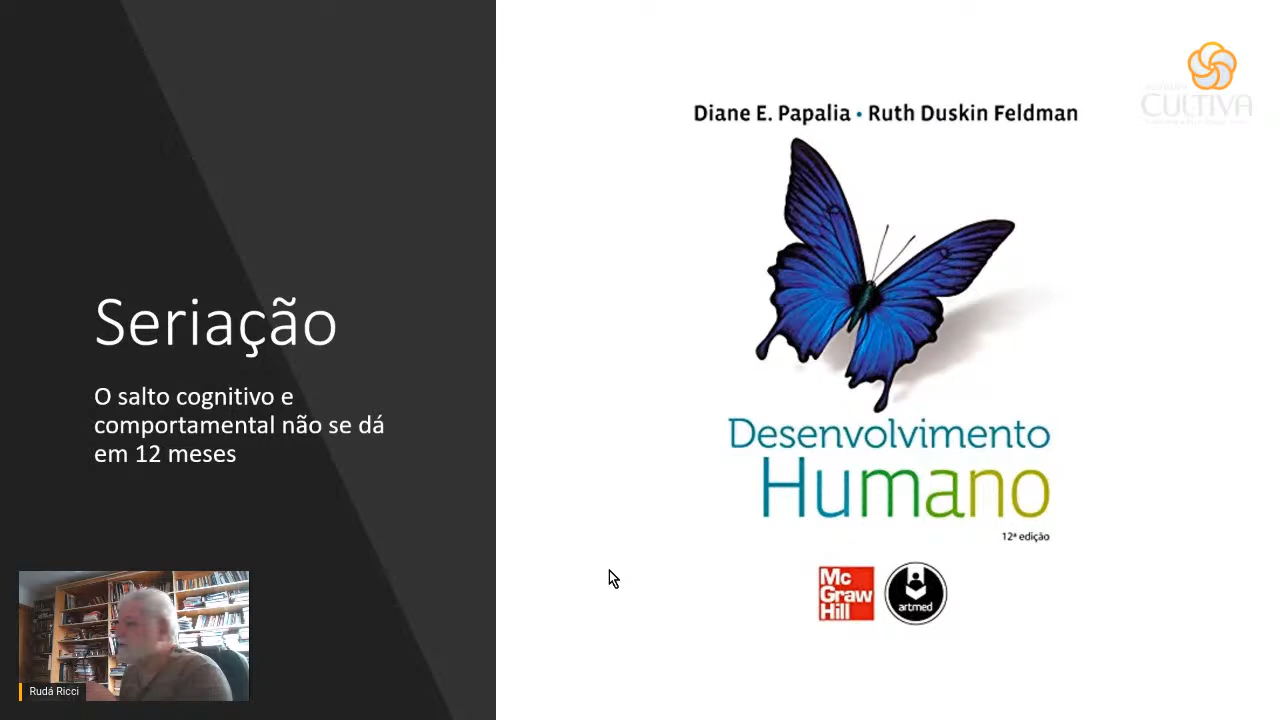 Seriação
O salto cognitivo e
comportamental não se dá
em 12 meses
Rudá Ricci
Diane E. Papalia • Ruth Duskin Feldman
Desenvolvimento
Humano
12ª edição
Mc
Graw
Hill
artmed
CULTIVA